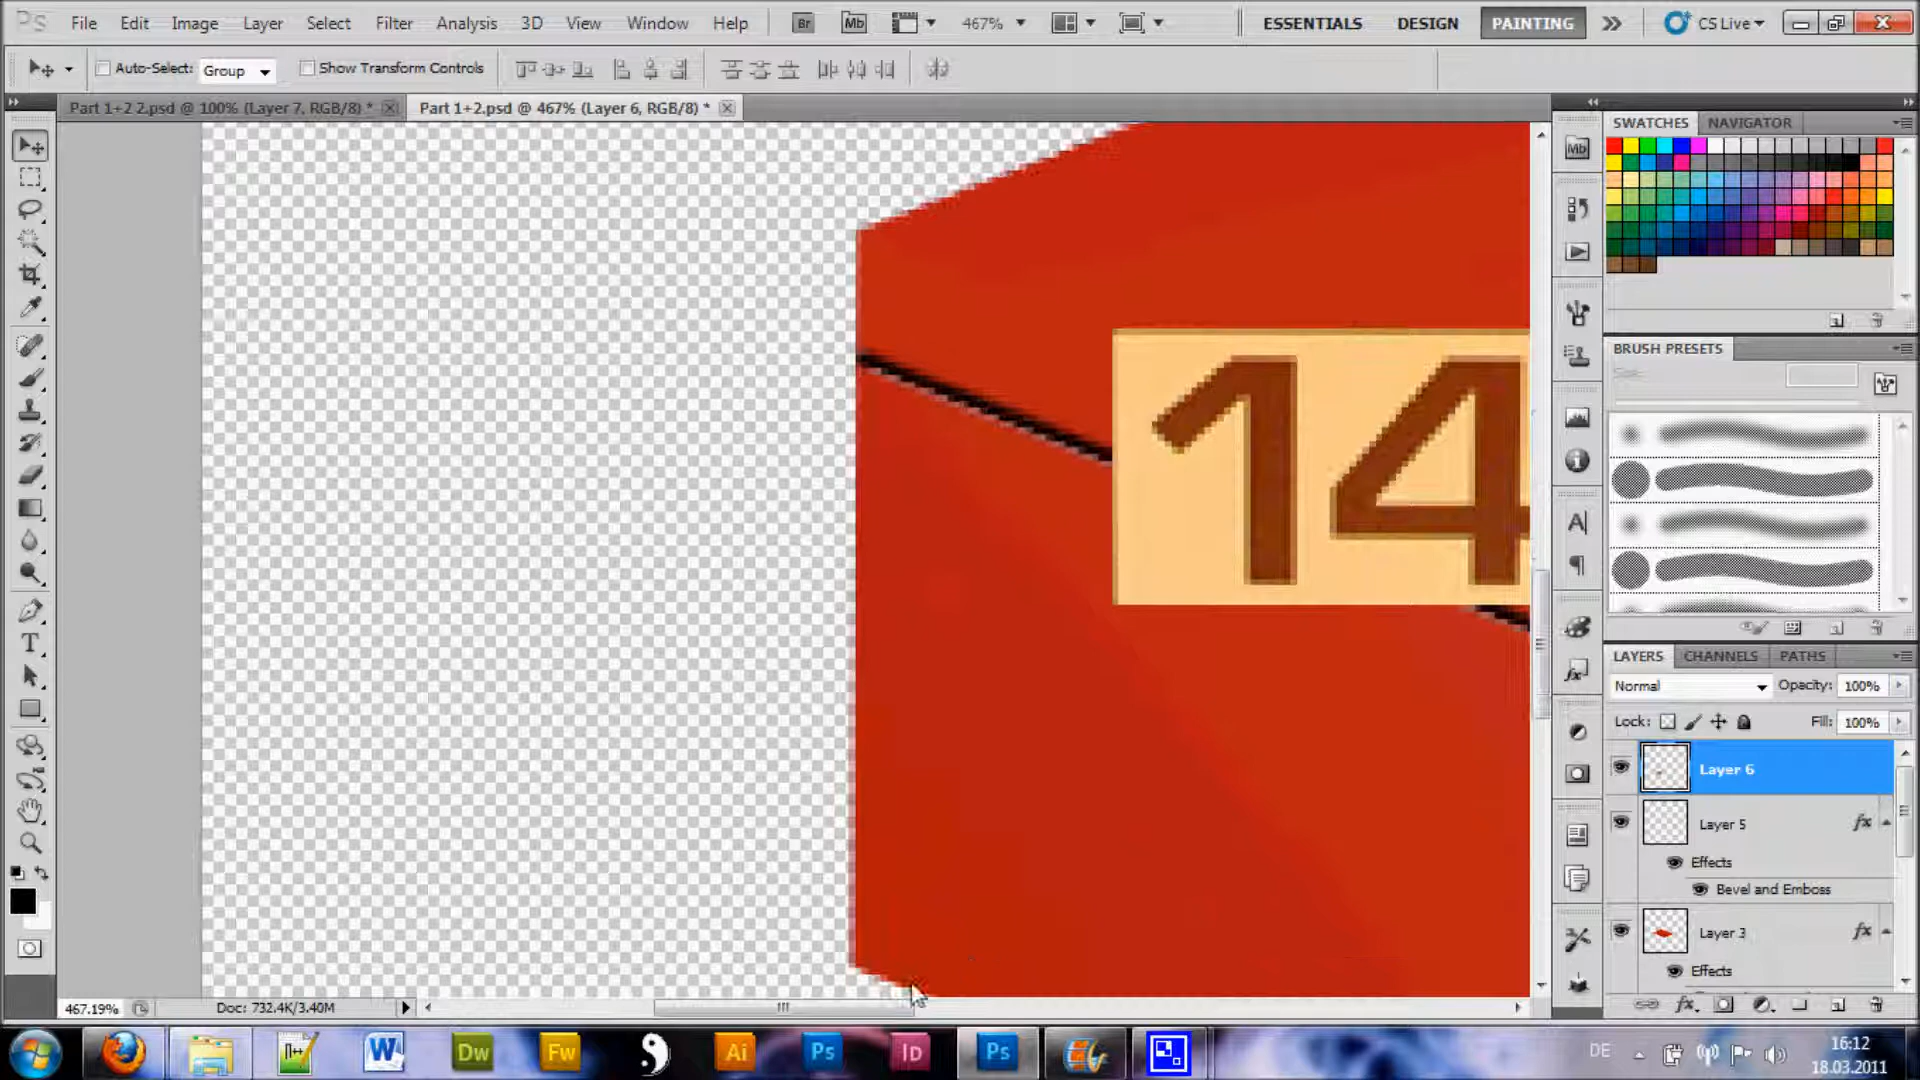 PS File Edit Image Layer Select Filter Analysis 3D View Window Help Br Mb 467% ESSENTIALS DESIGN PAINTING CS Live
Auto-Select: Group Show Transform Controls
Part 1+2 2.psd @ 100% (Layer 7, RGB/8) * Part 1+2.psd @ 467% (Layer 6, RGB/8) *
SWATCHES NAVIGATOR
Mb
BRUSH PRESETS
14
LAYERS CHANNELS PATHS
Normal Opacity: 100%
Lock: Fill: 100%
Layer 6
Layer 5 fx
Effects
Bevel and Emboss
Layer 3 fx
Effects
467.19% Doc: 732.4K/3.40M
W Dw Fw Ai Ps Id Ps DE 16:12
18.03.2011